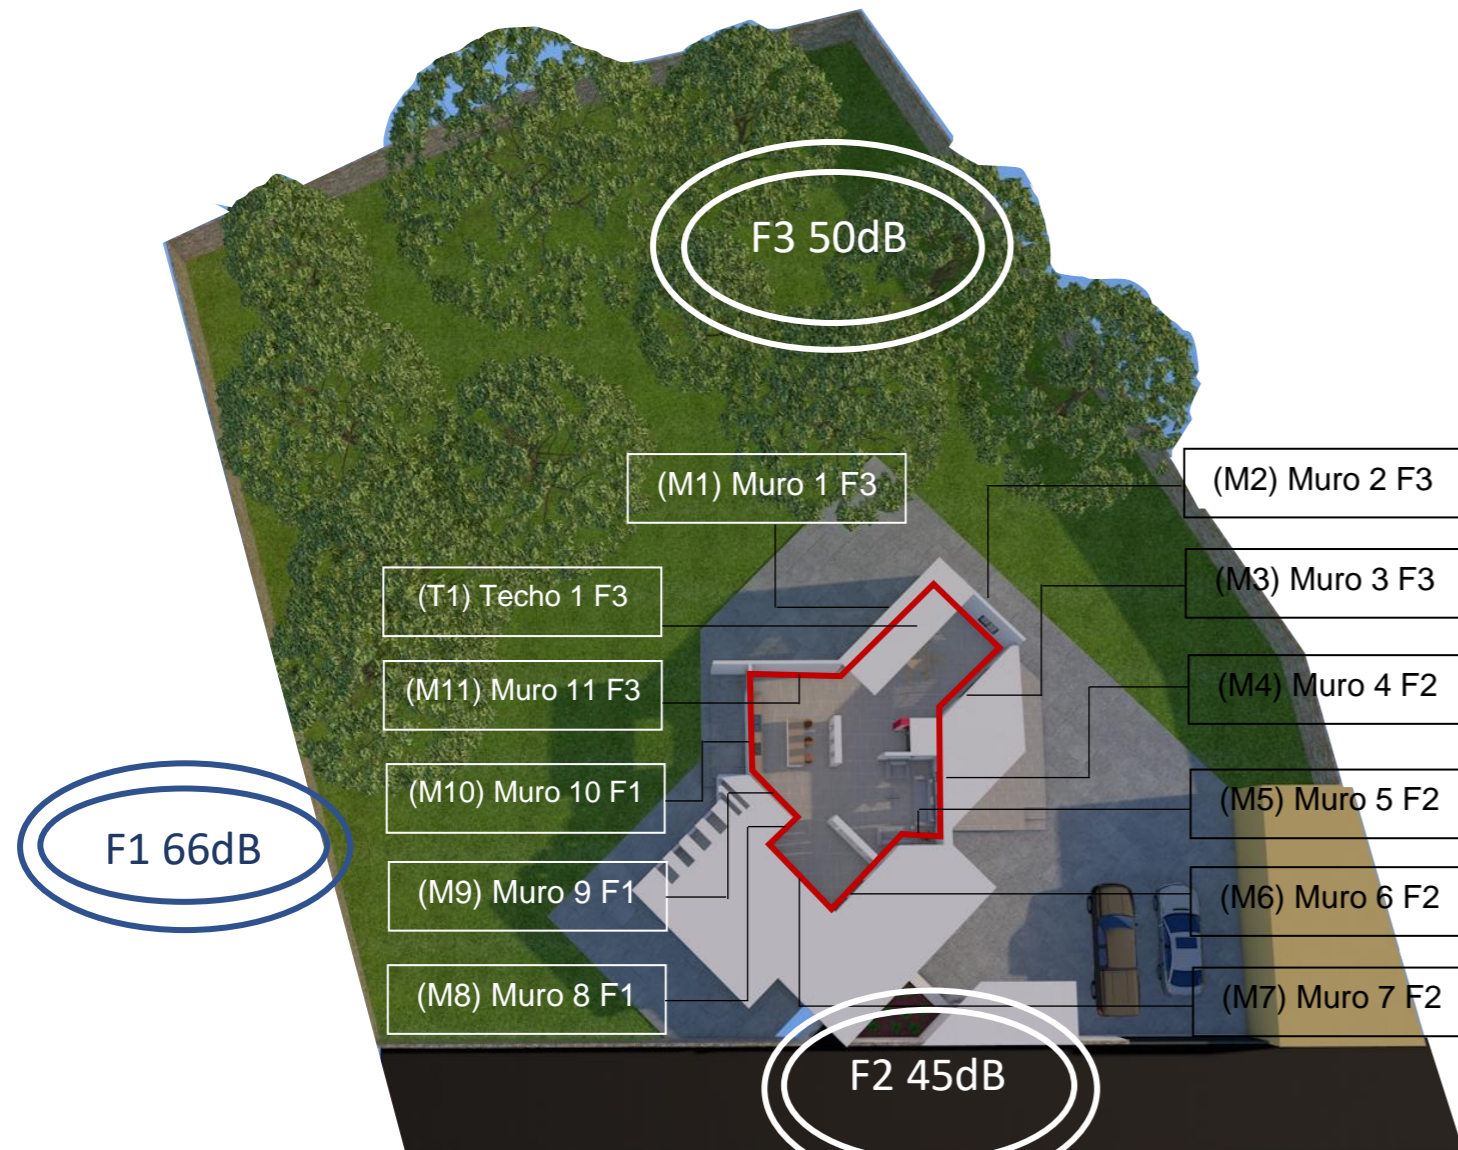 F3 50dB
(M1) Muro 1 F3
(M2) Muro 2 F3
(T1) Techo 1 F3
(M3) Muro 3 F3
(M11) Muro 11 F3
(M4) Muro 4 F2
(M10) Muro 10 F1
(M5) Muro 5 F2
F1 66dB
(M9) Muro 9 F1
(M6) Muro 6 F2
(M8) Muro 8 F1
(M7) Muro 7 F2
F2 45dB